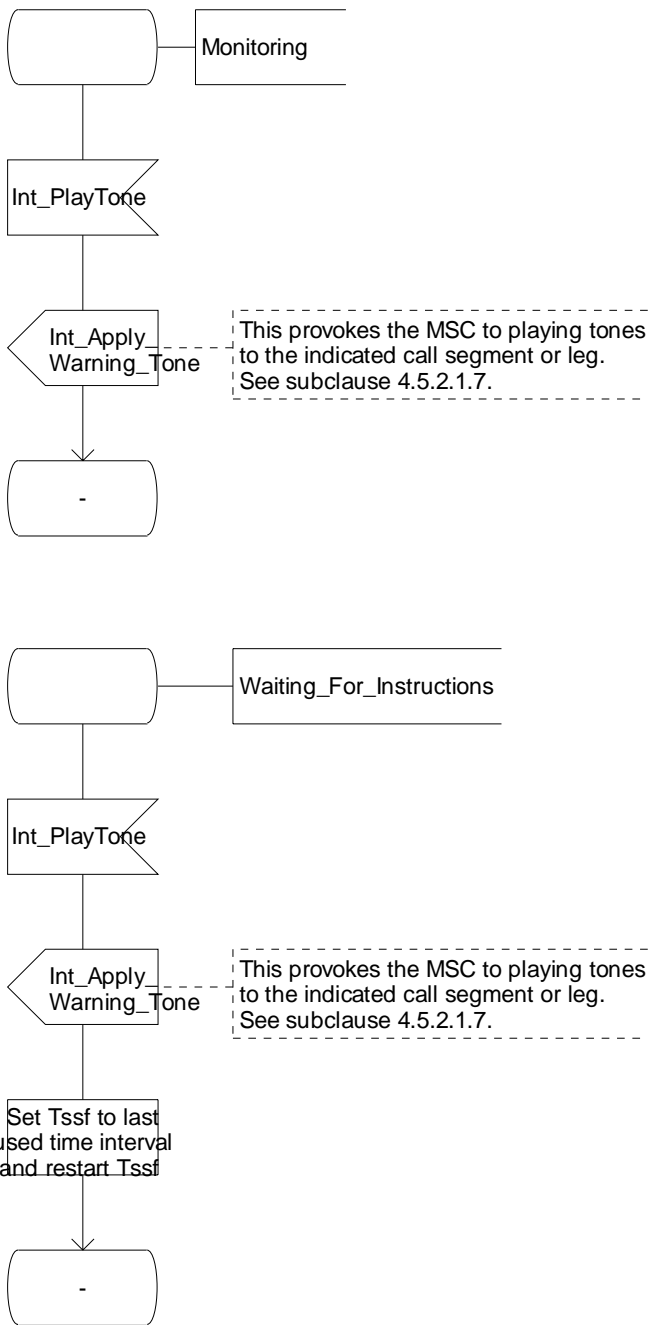 Monitoring
Int_PlayTone
Int_Apply_
Warning_Tone
This provokes the MSC to playing tones
to the indicated call segment or leg.
See subclause 4.5.2.1.7.
-
Waiting_For_Instructions
Int_PlayTone
Int_Apply_
Warning_Tone
This provokes the MSC to playing tones
to the indicated call segment or leg.
See subclause 4.5.2.1.7.
Set Tssf to last
used time interval
and restart Tssf
-